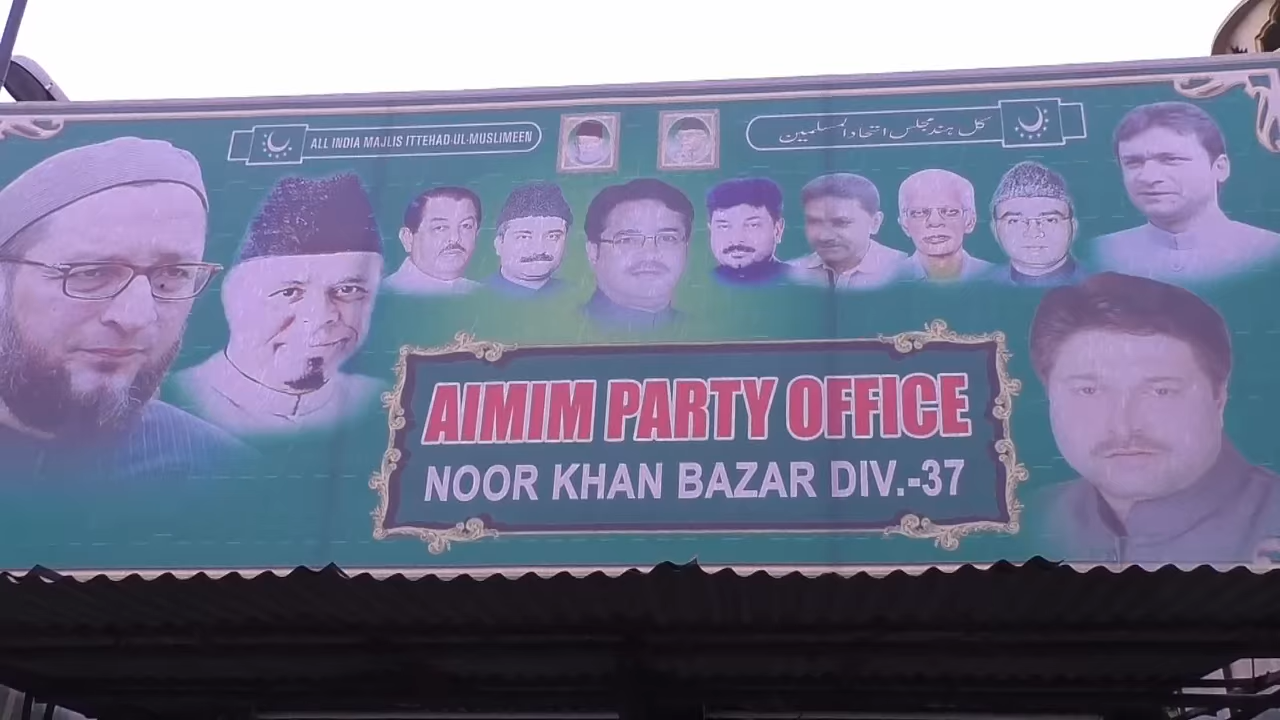 ALL INDIA MAJLIS ITTEHAD-UL-MUSLIMEEN
کل ہند مجلس اتحاد المسلمین
AIMIM PARTY OFFICE
NOOR KHAN BAZAR DIV.-37